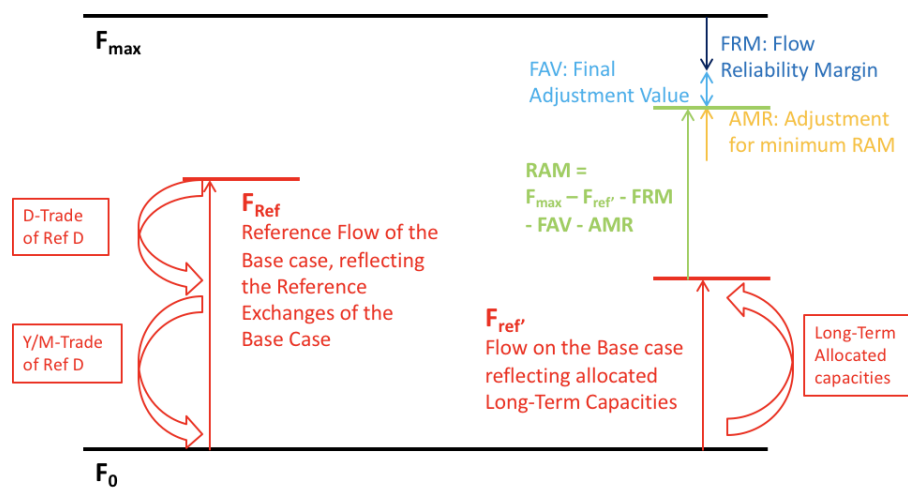 Fmax
FRM: Flow
Reliability Margin
FAV: Final
Adjustment Value
AMR: Adjustment
for minimum RAM
RAM =
Fmax – Fref' - FRM
- FAV - AMR
D-Trade
of Ref D
FRef
Reference Flow of the
Base case, reflecting
the Reference
Exchanges of the
Base Case
Y/M-Trade
of Ref D
Fref'
Flow on the Base case
reflecting allocated
Long-Term Capacities
Long-Term
Allocated
capacities
F0